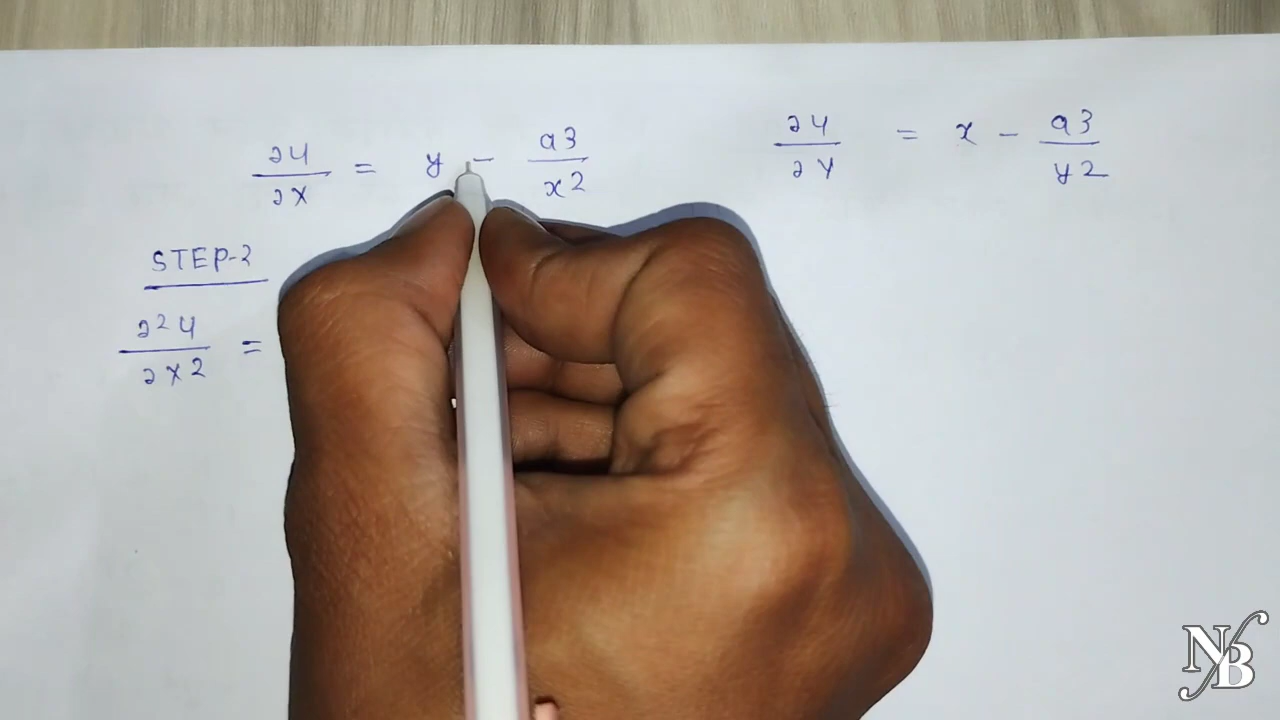 ∂u/∂x = y - a3/x2
∂u/∂y = x - a3/y2
STEP-2
∂²u/∂x2 =
NB